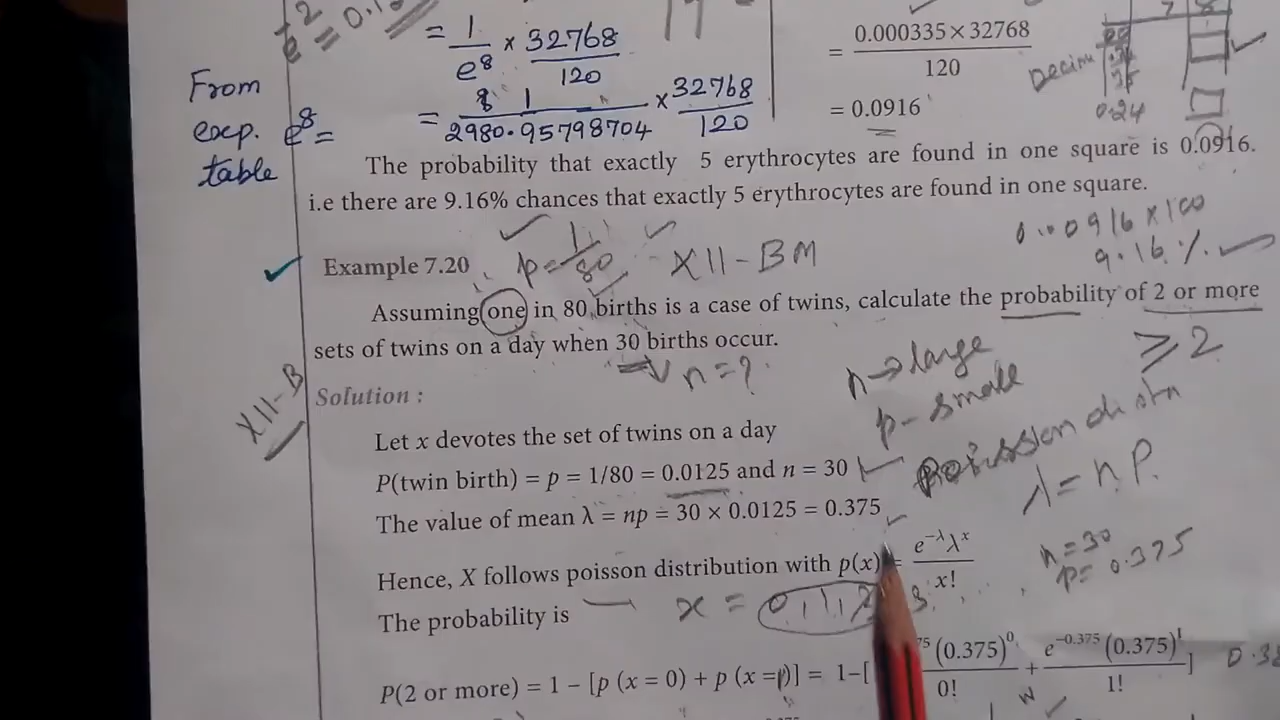 e^-2 = 0.1
= 1/e^8 × 32768/120
= 0.000335 × 32768 / 120
From
exp. e^8 =
table
= 8 1 / 2980.95798704 × 32768/120
= 0.0916
0.24
The probability that exactly 5 erythrocytes are found in one square is 0.0916.
i.e there are 9.16% chances that exactly 5 erythrocytes are found in one square.
0.0916 × 100
9.16 %.
Example 7.20
p = 1/80 XII - BM
Assuming one in 80 births is a case of twins, calculate the probability of 2 or more
sets of twins on a day when 30 births occur.
n = ?
≥ 2
n → large
p - small
poission distn
XII-B
Solution :
Let x devotes the set of twins on a day
P(twin birth) = p = 1/80 = 0.0125 and n = 30
λ = n P.
The value of mean λ = np = 30 × 0.0125 = 0.375
n = 30
p = 0.375
Hence, X follows poisson distribution with p(x) = e^−λ λ^x / x!
The probability is
x = 0, 1, 2 3 . . . .
P(2 or more) = 1 − [p (x = 0) + p (x = 1)] = 1−[ 75 (0.375)^0 / 0! + e^−0.375 (0.375)^1 / 1! ]